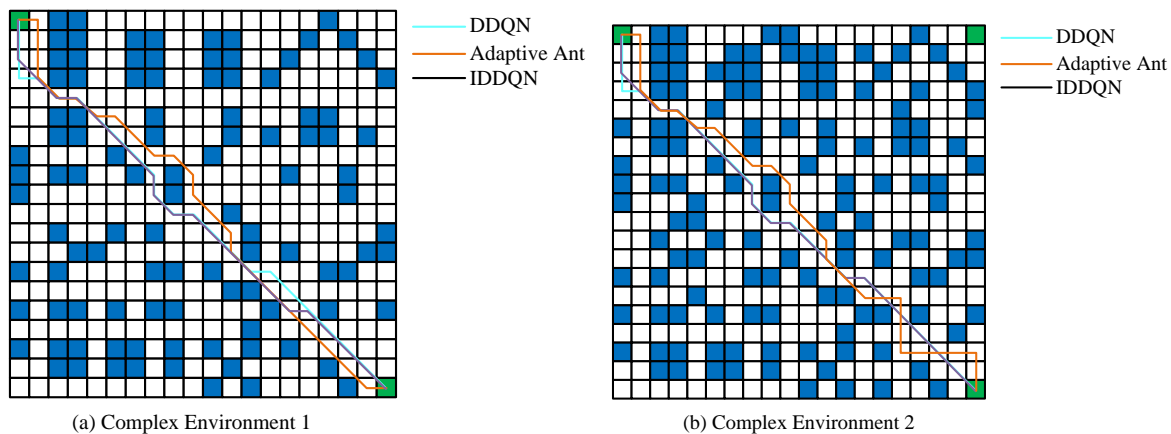 DDQN
Adaptive Ant
IDDQN
DDQN
Adaptive Ant
IDDQN
(a) Complex Environment 1
(b) Complex Environment 2